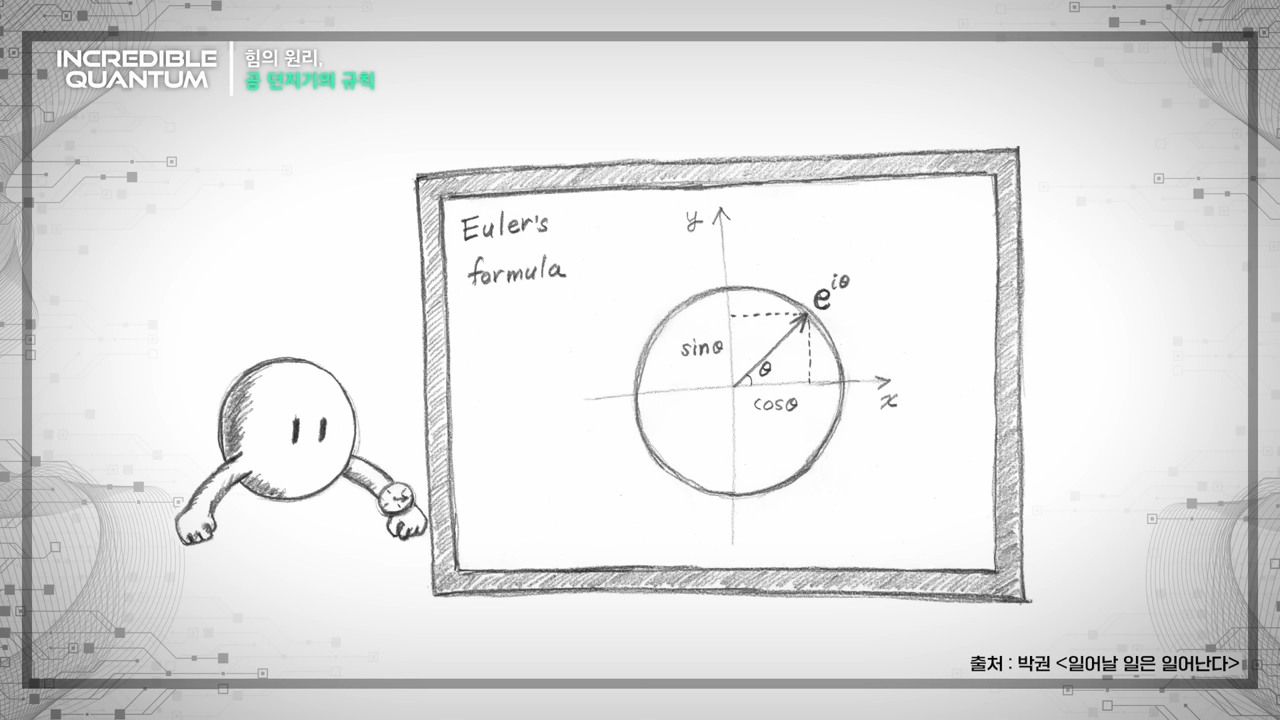 INCREDIBLE
QUANTUM
힘의 원리,
공 던지기의 규칙
Euler's
formula
y
e^{iθ}
sinθ
θ
cosθ
x
출처 : 박권 <일어날 일은 일어난다>